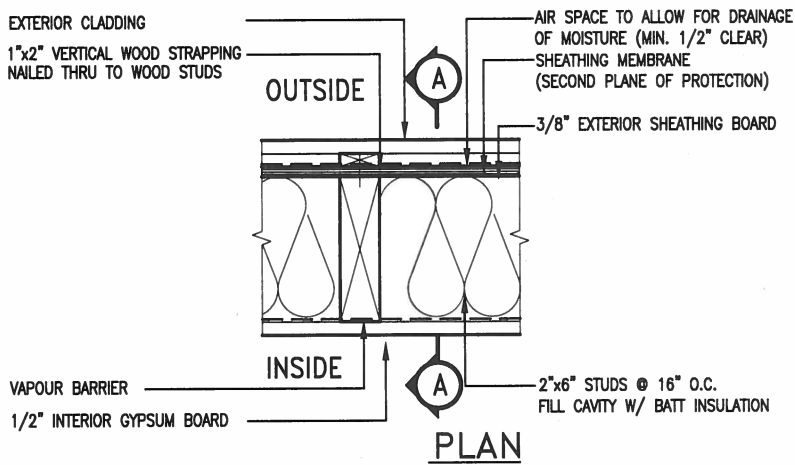 EXTERIOR CLADDING
1"x2" VERTICAL WOOD STRAPPING
NAILED THRU TO WOOD STUDS
OUTSIDE
A
AIR SPACE TO ALLOW FOR DRAINAGE
OF MOISTURE (MIN. 1/2" CLEAR)
SHEATHING MEMBRANE
(SECOND PLANE OF PROTECTION)
3/8" EXTERIOR SHEATHING BOARD
INSIDE
VAPOUR BARRIER
1/2" INTERIOR GYPSUM BOARD
A
2"x6" STUDS @ 16" O.C.
FILL CAVITY W/ BATT INSULATION
PLAN